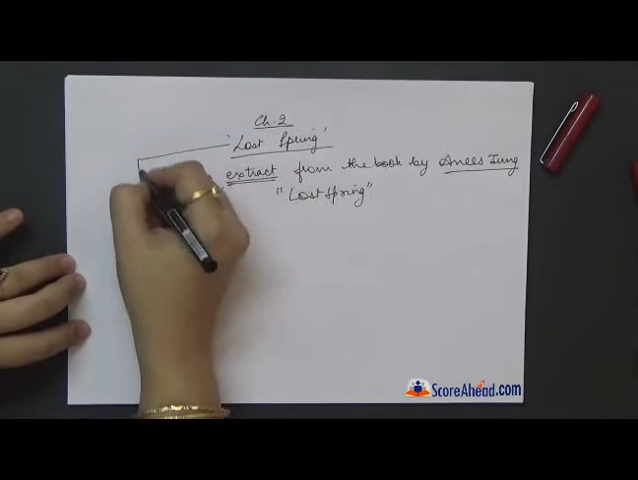 Ch. 2
'Lost Spring'
extract from the book by Anees Jung
"Lost Spring"
ScoreAhead.com